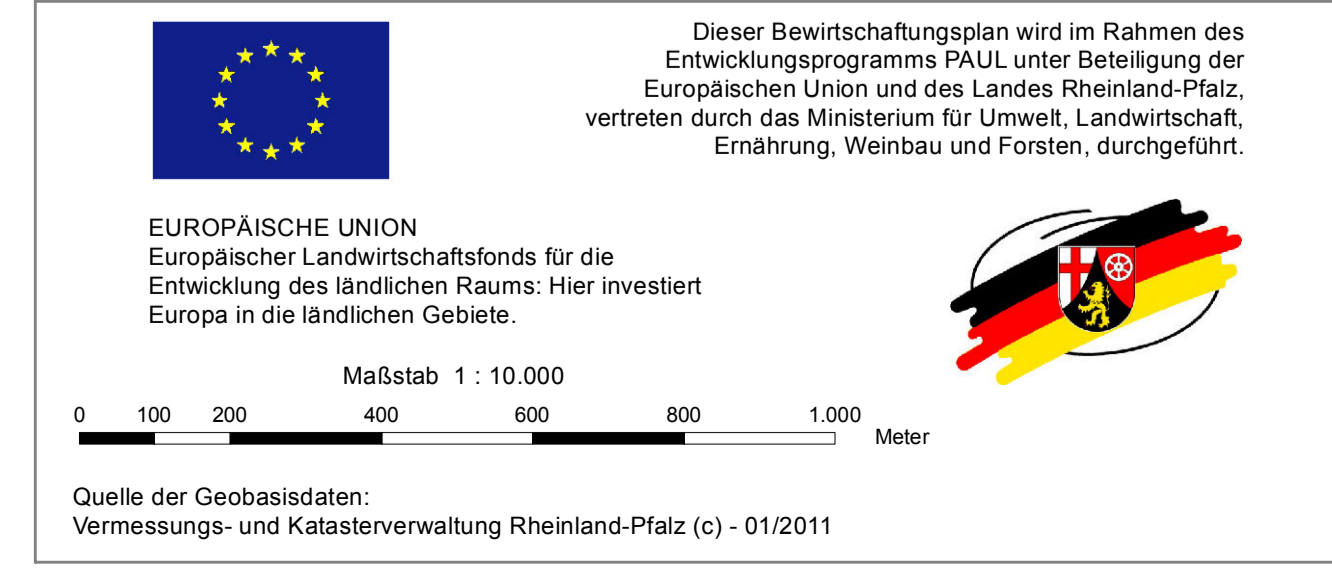 Dieser Bewirtschaftungsplan wird im Rahmen des
Entwicklungsprogramms PAUL unter Beteiligung der
Europäischen Union und des Landes Rheinland-Pfalz,
vertreten durch das Ministerium für Umwelt, Landwirtschaft,
Ernährung, Weinbau und Forsten, durchgeführt.
EUROPÄISCHE UNION
Europäischer Landwirtschaftsfonds für die
Entwicklung des ländlichen Raums: Hier investiert
Europa in die ländlichen Gebiete.
Maßstab 1 : 10.000
0 100 200 400 600 800 1.000
Meter
Quelle der Geobasisdaten:
Vermessungs- und Katasterverwaltung Rheinland-Pfalz (c) - 01/2011